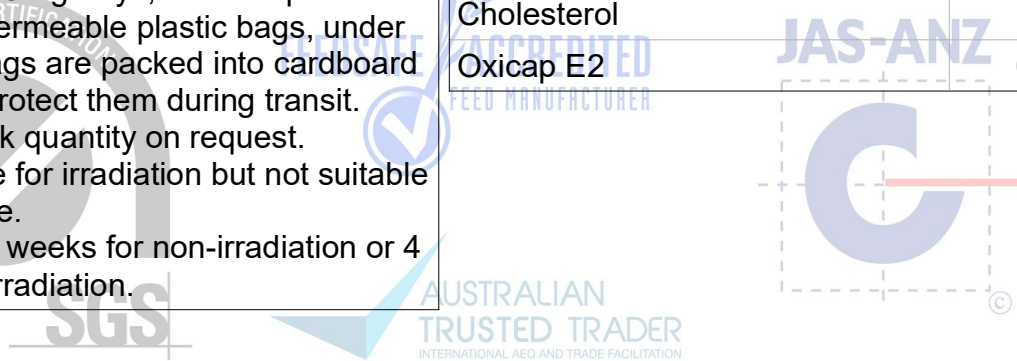 ermeable plastic bags, under
ags are packed into cardboard
rotect them during transit.
k quantity on request.
e for irradiation but not suitable
e.
weeks for non-irradiation or 4
rradiation.
Cholesterol
Oxicap E2
FEEDSAFE
ACCREDITED
FEED MANUFACTURER
JAS-ANZ
SGS
AUSTRALIAN
TRUSTED TRADER
INTERNATIONAL AEO AND TRADE FACILITATION
©